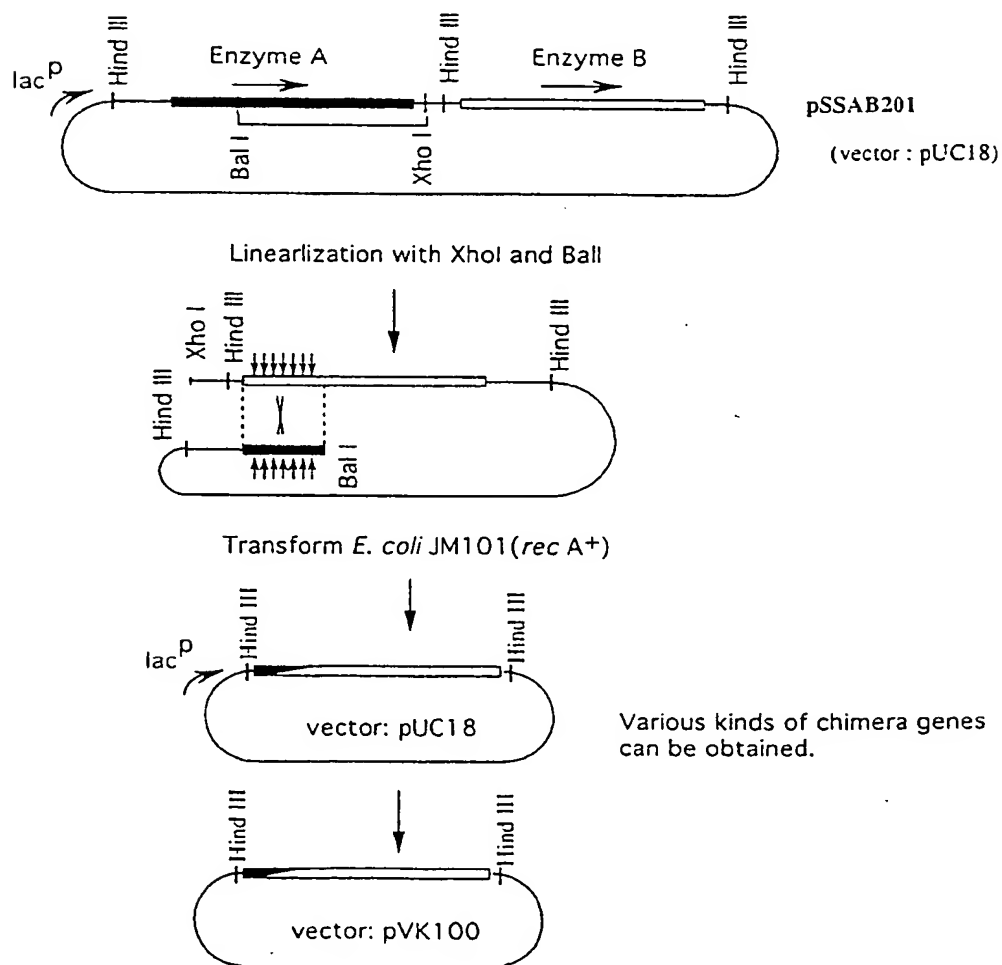 lac P
Hind III
Enzyme A
Hind III
Enzyme B
Hind III
pSSAB201
(vector : pUC18)
Bal I
Xho I
Linearlization with XhoI and BalI
Xho I
Hind III
Hind III
Hind III
Bal I
Transform E. coli JM101(rec A+)
lac P
Hind III
Hind III
vector: pUC18
Various kinds of chimera genes
can be obtained.
Hind III
Hind III
vector: pVK100